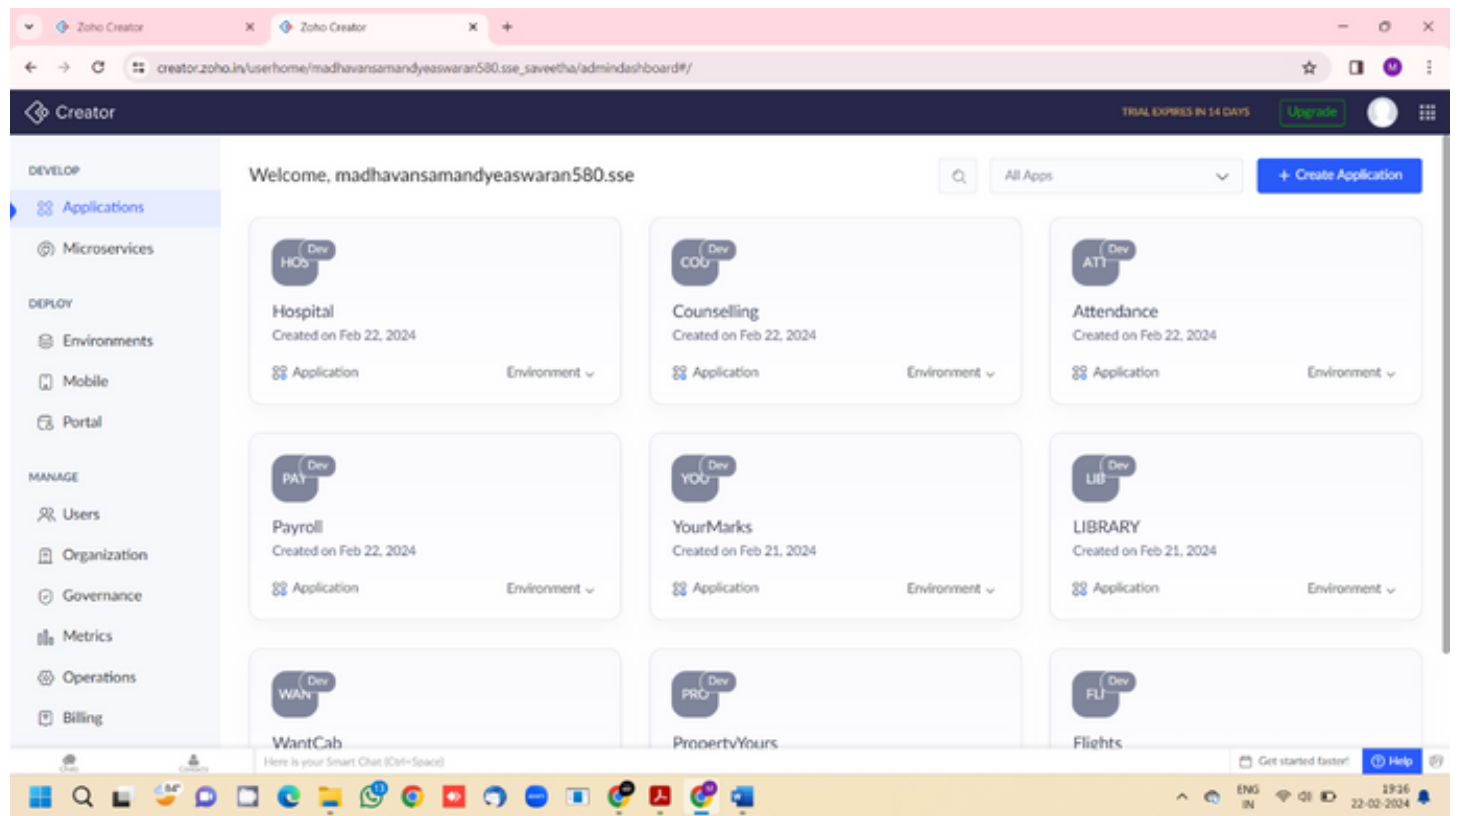 Zoho Creator
Zoho Creator
creator.zoho.in/userhome/madhavansamandyeaswaran580.sse_saveetha/admindashboard#/
M
Creator
TRIAL EXPIRES IN 14 DAYS
Upgrade
DEVELOP
Applications
Microservices
DEPLOY
Environments
Mobile
Portal
MANAGE
Users
Organization
Governance
Metrics
Operations
Billing
Welcome, madhavansamandyeaswaran580.sse
All Apps
+ Create Application
HOS Dev
Hospital
Created on Feb 22, 2024
Application Environment
COU Dev
Counselling
Created on Feb 22, 2024
Application Environment
ATT Dev
Attendance
Created on Feb 22, 2024
Application Environment
PAY Dev
Payroll
Created on Feb 22, 2024
Application Environment
YOU Dev
YourMarks
Created on Feb 21, 2024
Application Environment
LIB Dev
LIBRARY
Created on Feb 21, 2024
Application Environment
WAN Dev
WantCab
PRO Dev
PropertyYours
FLI Dev
Flights
Chats
Contacts
Here is your Smart Chat (Ctrl+Space)
Get started faster!
Help
84°
ENG
IN
19:16
22-02-2024